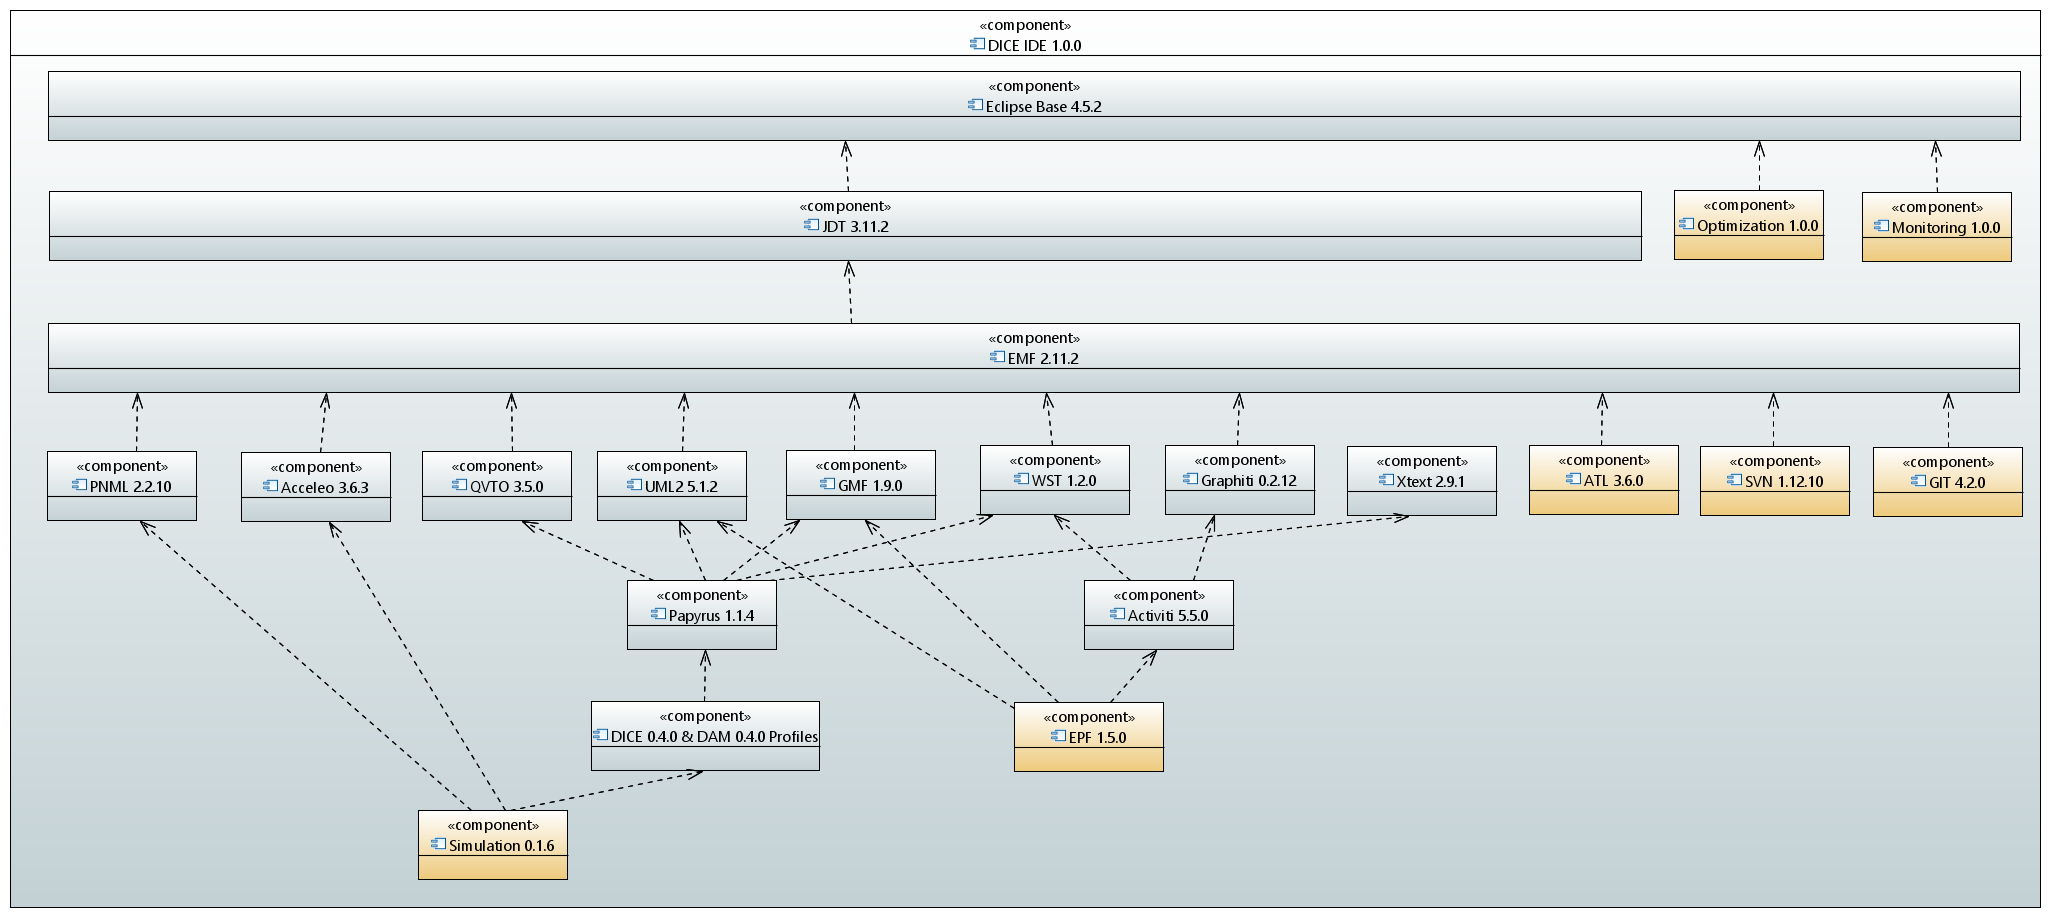 «component»
DICE IDE 1.0.0
«component»
Eclipse Base 4.5.2
«component»
JDT 3.11.2
«component»
Optimization 1.0.0
«component»
Monitoring 1.0.0
«component»
EMF 2.11.2
«component»
PNML 2.2.10
«component»
Acceleo 3.6.3
«component»
QVTO 3.5.0
«component»
UML2 5.1.2
«component»
GMF 1.9.0
«component»
WST 1.2.0
«component»
Graphiti 0.2.12
«component»
Xtext 2.9.1
«component»
ATL 3.6.0
«component»
SVN 1.12.10
«component»
GIT 4.2.0
«component»
Papyrus 1.1.4
«component»
Activiti 5.5.0
«component»
DICE 0.4.0 & DAM 0.4.0 Profiles
«component»
EPF 1.5.0
«component»
Simulation 0.1.6